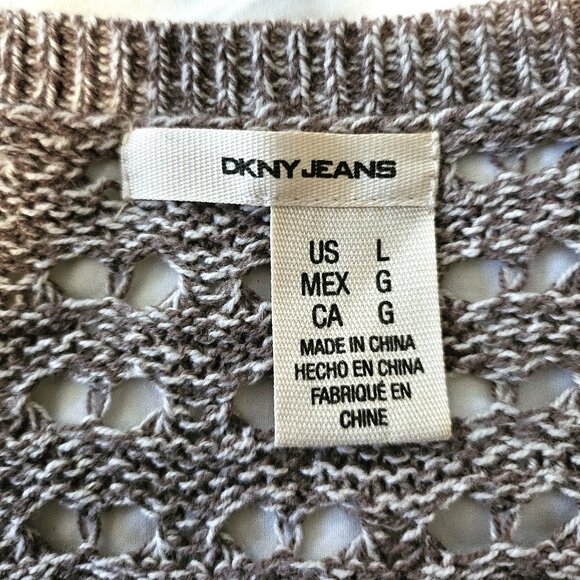 DKNY JEANS
US L
MEX G
CA G
MADE IN CHINA
HECHO EN CHINA
FABRIQUÉ EN
CHINE